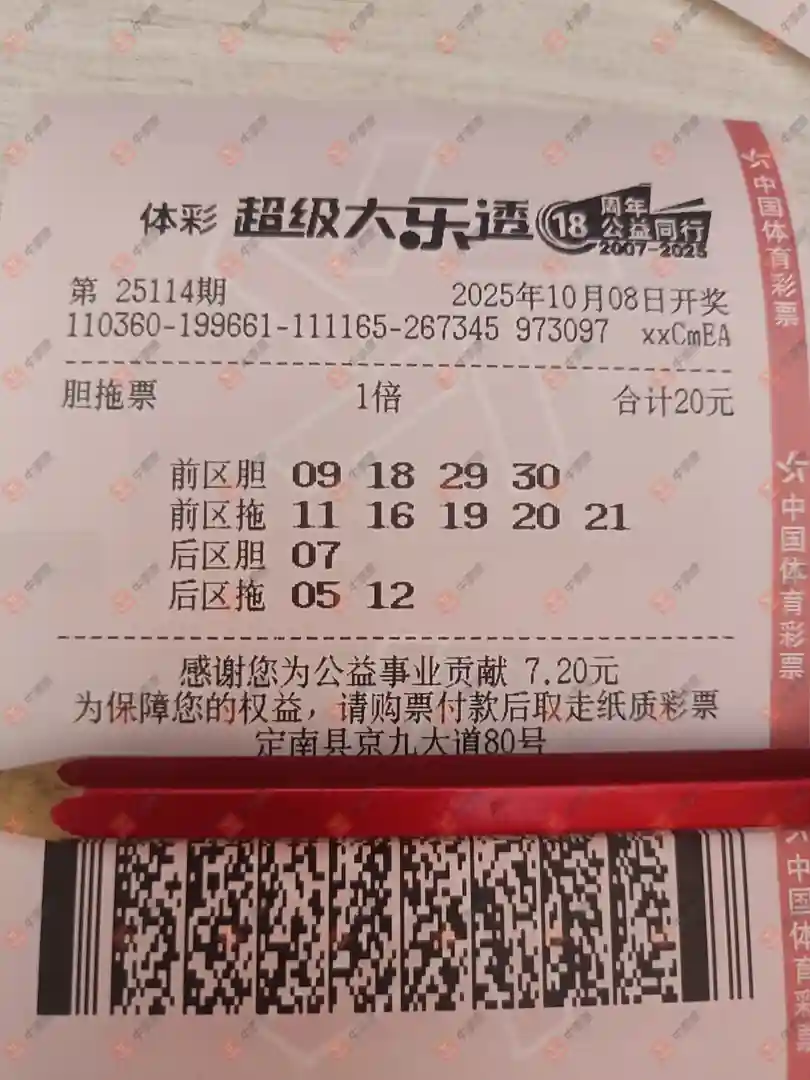 体彩 超级大乐透 18 周年 公益同行 2007-2025
第 25114期 2025年10月08日开奖
110360-199661-111165-267345 973097 xxCmEA
胆拖票 1倍 合计20元
前区胆 09 18 29 30
前区拖 11 16 19 20 21
后区胆 07
后区拖 05 12
感谢您为公益事业贡献 7.20元
为保障您的权益，请购票付款后取走纸质彩票
定南县京九大道80号
中国体育彩票
中国体育彩票
中国体育彩票